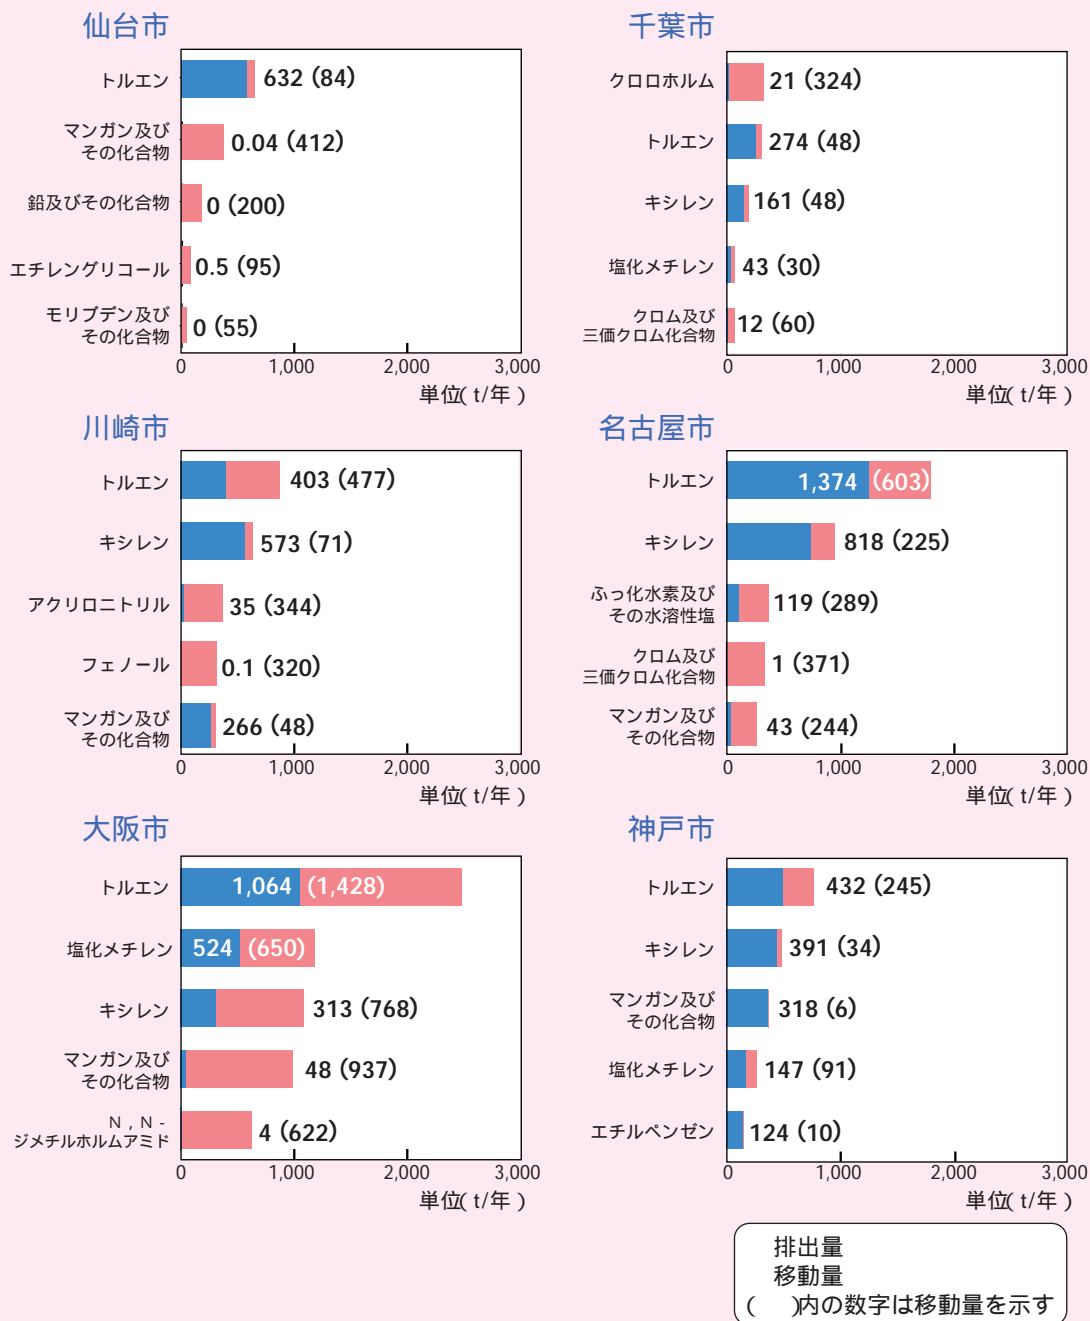 仙台市
トルエン
632 (84)
マンガン及び
その化合物
0.04 (412)
鉛及びその化合物
0 (200)
エチレングリコール
0.5 (95)
モリブデン及び
その化合物
0 (55)
0 1,000 2,000 3,000
単位( t/年 )
千葉市
クロロホルム
21 (324)
トルエン
274 (48)
キシレン
161 (48)
塩化メチレン
43 (30)
クロム及び
三価クロム化合物
12 (60)
0 1,000 2,000 3,000
単位( t/年 )
川崎市
トルエン
403 (477)
キシレン
573 (71)
アクリロニトリル
35 (344)
フェノール
0.1 (320)
マンガン及び
その化合物
266 (48)
0 1,000 2,000 3,000
単位( t/年 )
名古屋市
トルエン
1,374 (603)
キシレン
818 (225)
ふっ化水素及び
その水溶性塩
119 (289)
クロム及び
三価クロム化合物
1 (371)
マンガン及び
その化合物
43 (244)
0 1,000 2,000 3,000
単位( t/年 )
大阪市
トルエン
1,064 (1,428)
塩化メチレン
524 (650)
キシレン
313 (768)
マンガン及び
その化合物
48 (937)
N , N -
ジメチルホルムアミド
4 (622)
0 1,000 2,000 3,000
単位( t/年 )
神戸市
トルエン
432 (245)
キシレン
391 (34)
マンガン及び
その化合物
318 (6)
塩化メチレン
147 (91)
エチルベンゼン
124 (10)
0 1,000 2,000 3,000
単位( t/年 )
排出量
移動量
( )内の数字は移動量を示す